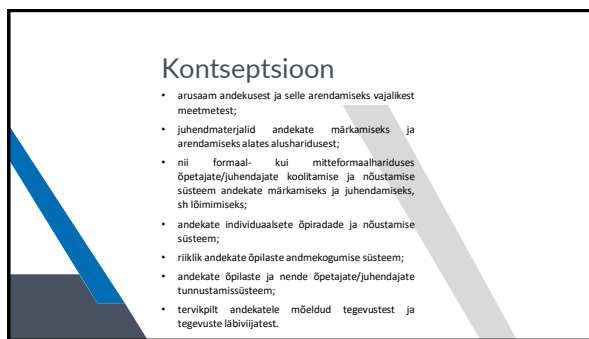 Kontseptsioon
• arusaam andekusest ja selle arendamiseks vajalikest
meetmetest;
• juhendmaterjalid andekate märkamiseks ja
arendamiseks alates alusharidusest;
• nii formaal- kui mitteformaalhariduses
õpetajate/juhendajate koolitamise ja nõustamise
süsteem andekate märkamiseks ja juhendamiseks,
sh lõimimiseks;
• andekate individuaalsete õpiradade ja nõustamise
süsteem;
• riiklik andekate õpilaste andmekogumise süsteem;
• andekate õpilaste ja nende õpetajate/juhendajate
tunnustamissüsteem;
• tervikpilt andekatele mõeldud tegevustest ja
tegevuste läbiviijatest.